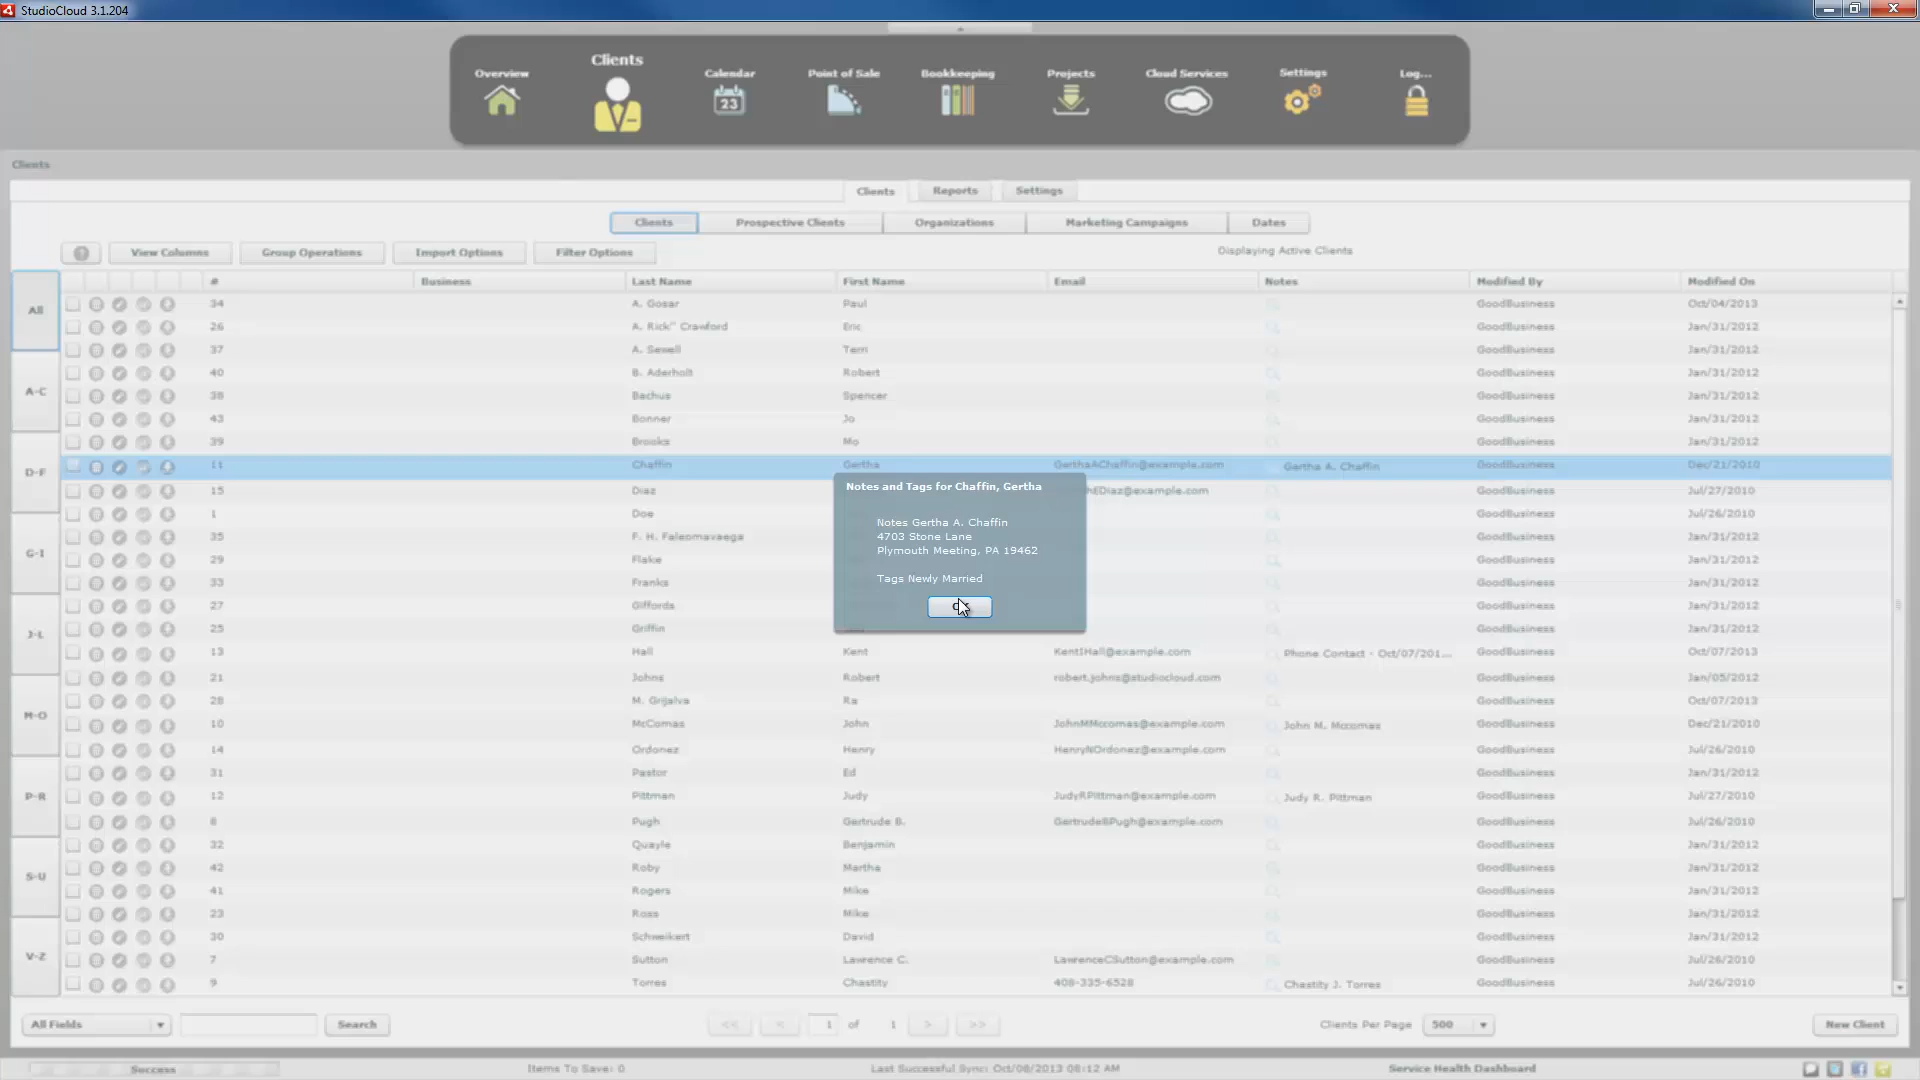 StudioCloud 3.1.204
Overview
Clients
Calendar
23
Point of Sale
Bookkeeping
Projects
Cloud Services
Settings
Log...
Clients
Clients Reports Settings
Clients Prospective Clients Organizations Marketing Campaigns Dates
? View Columns Group Operations Import Options Filter Options Displaying Active Clients
# Business Last Name First Name Email Notes Modified By Modified On
All
A-C
D-F
G-I
J-L
M-O
P-R
S-U
V-Z
34 A. Gosar Paul GoodBusiness Oct/04/2013
26 A. Rick" Crawford Eric GoodBusiness Jan/31/2012
37 A. Sewell Terri GoodBusiness Jan/31/2012
40 B. Aderholt Robert GoodBusiness Jan/31/2012
38 Bachus Spencer GoodBusiness Jan/31/2012
43 Bonner Jo GoodBusiness Jan/31/2012
39 Brooks Mo GoodBusiness Jan/31/2012
11 Chaffin Gertha GerthaAChaffin@example.com Gertha A. Chaffin GoodBusiness Dec/21/2010
15 Diaz hEDiaz@example.com GoodBusiness Jul/27/2010
1 Doe GoodBusiness Jul/26/2010
35 F. H. Faleomavaega GoodBusiness Jan/31/2012
29 Flake GoodBusiness Jan/31/2012
33 Franks GoodBusiness Jan/31/2012
27 Giffords GoodBusiness Jan/31/2012
25 Griffin GoodBusiness Jan/31/2012
13 Hall Kent KentIHall@example.com Phone Contact - Oct/07/201... GoodBusiness Oct/07/2013
21 Johns Robert robert.johns@studiocloud.com GoodBusiness Jan/05/2012
28 M. Grijalva Ra GoodBusiness Oct/07/2013
10 McComas John JohnMMccomas@example.com John M. Mccomas GoodBusiness Dec/21/2010
14 Ordonez Henry HenryNOrdonez@example.com GoodBusiness Jul/26/2010
31 Pastor Ed GoodBusiness Jan/31/2012
12 Pittman Judy JudyRPittman@example.com Judy R. Pittman GoodBusiness Jul/27/2010
8 Pugh Gertrude B. GertrudeBPugh@example.com GoodBusiness Jul/26/2010
32 Quayle Benjamin GoodBusiness Jan/31/2012
42 Roby Martha GoodBusiness Jan/31/2012
41 Rogers Mike GoodBusiness Jan/31/2012
23 Ross Mike GoodBusiness Jan/31/2012
30 Schweikert David GoodBusiness Jan/31/2012
7 Sutton Lawrence C. LawrenceCSutton@example.com GoodBusiness Jul/26/2010
9 Torres Chastity 408-335-6528 Chastity J. Torres GoodBusiness Jul/26/2010
Notes and Tags for Chaffin, Gertha
Notes Gertha A. Chaffin
4703 Stone Lane
Plymouth Meeting, PA 19462
Tags Newly Married
All Fields Search << < 1 of 1 > >> Clients Per Page 500 New Client
Success Items To Save: 0 Last Successful Sync: Oct/08/2013 08:12 AM Service Health Dashboard